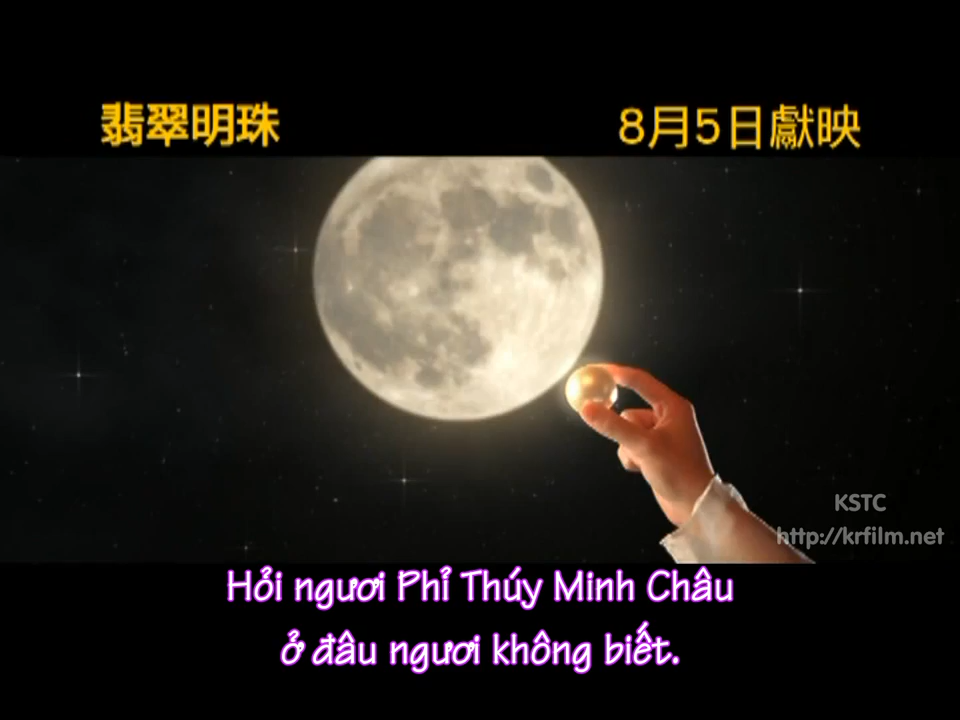 翡翠明珠
8月5日獻映
KSTC
http://krfilm.net
Hỏi ngươi Phỉ Thúy Minh Châu
ở đâu ngươi không biết.